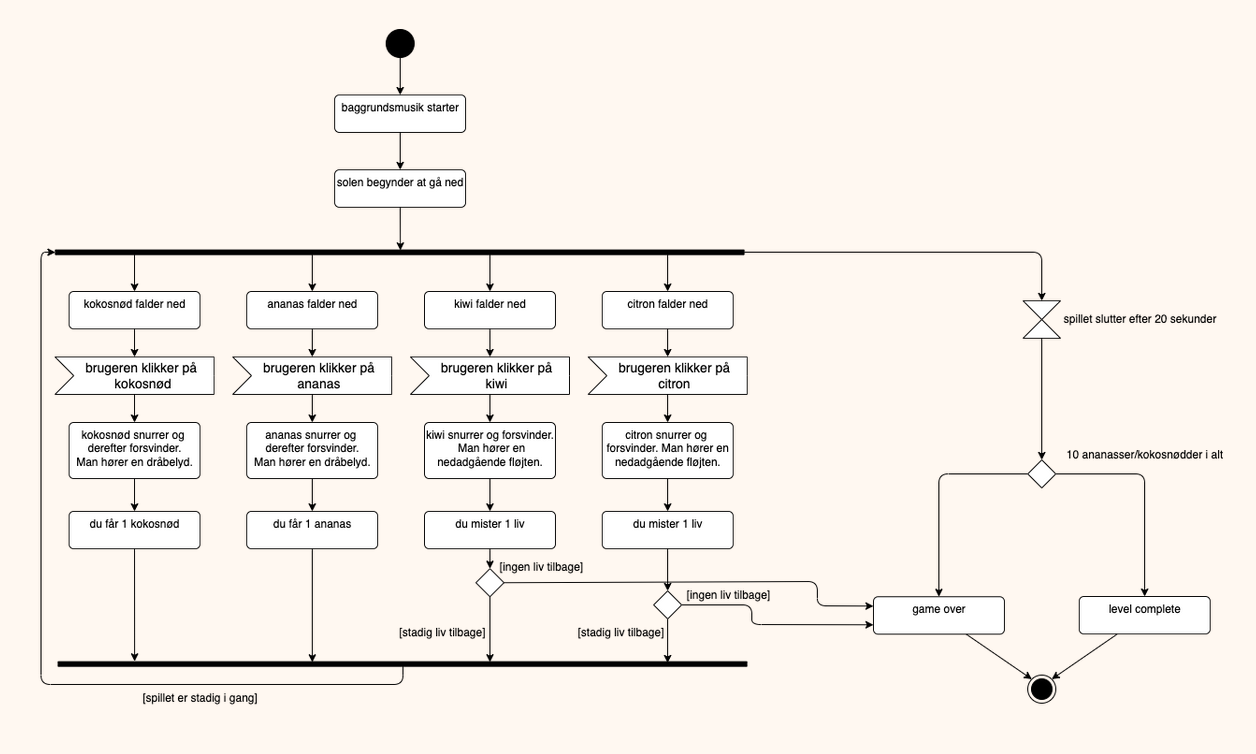 baggrundsmusik starter
solen begynder at gå ned
kokosnød falder ned
ananas falder ned
kiwi falder ned
citron falder ned
spillet slutter efter 20 sekunder
brugeren klikker på
kokosnød
brugeren klikker på
ananas
brugeren klikker på
kiwi
brugeren klikker på
citron
kokosnød snurrer og
derefter forsvinder.
Man hører en dråbelyd.
ananas snurrer og
derefter forsvinder.
Man hører en dråbelyd.
kiwi snurrer og forsvinder.
Man hører en
nedadgående fløjten.
citron snurrer og
forsvinder. Man hører en
nedadgående fløjten.
10 ananasser/kokosnødder i alt
du får 1 kokosnød
du får 1 ananas
du mister 1 liv
du mister 1 liv
[ingen liv tilbage]
[ingen liv tilbage]
game over
level complete
[stadig liv tilbage]
[stadig liv tilbage]
[spillet er stadig i gang]